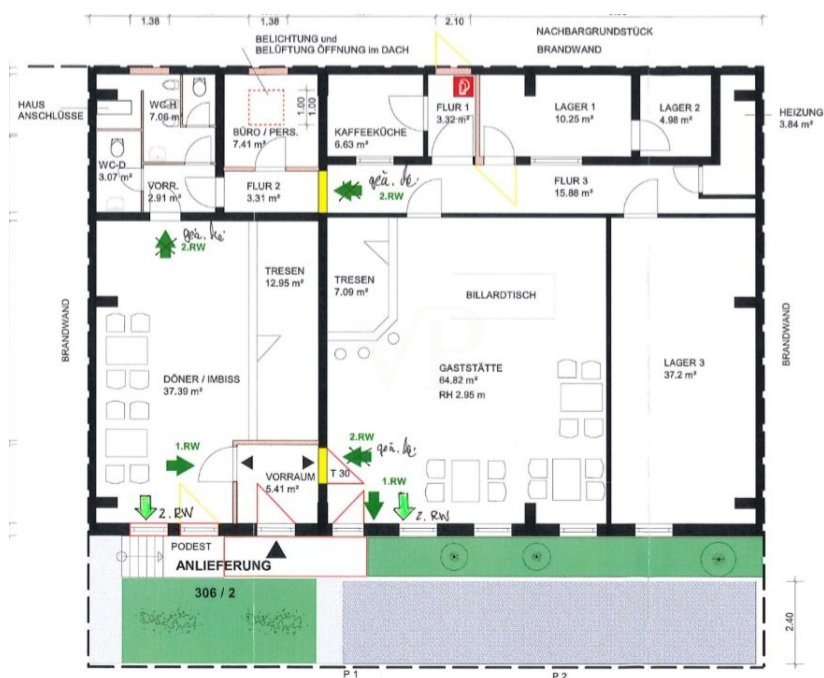 1.38
1,38
2.10
BELICHTUNG und
BELÜFTUNG ÖFFNUNG im DACH
NACHBARGRUNDSTÜCK
BRANDWAND
HAUS
ANSCHLÜSSE
WC-H
7.06 m²
1.00
1.00
BÜRO / PERS.
7.41 m²
KAFFEEKÜCHE
6.63 m²
FLUR 1
3.32 m²
LAGER 1
10.25 m²
LAGER 2
4.98 m²
HEIZUNG
3.84 m²
WC-D
3.07 m²
VORR.
2.91 m²
FLUR 2
3.31 m²
2.RW
FLUR 3
15.88 m²
2.RW
TRESEN
12.95 m²
TRESEN
7.09 m²
BILLARDTISCH
BRANDWAND
BRANDWAND
DÖNER / IMBISS
37.39 m²
GASTSTÄTTE
64.82 m²
RH 2.95 m
LAGER 3
37.2 m²
VP
1.RW
2.RW
VORRAUM
5.41 m²
T 30
1.RW
2. RW
2. RW
PODEST
ANLIEFERUNG
306 / 2
2.40
P 1
P 2